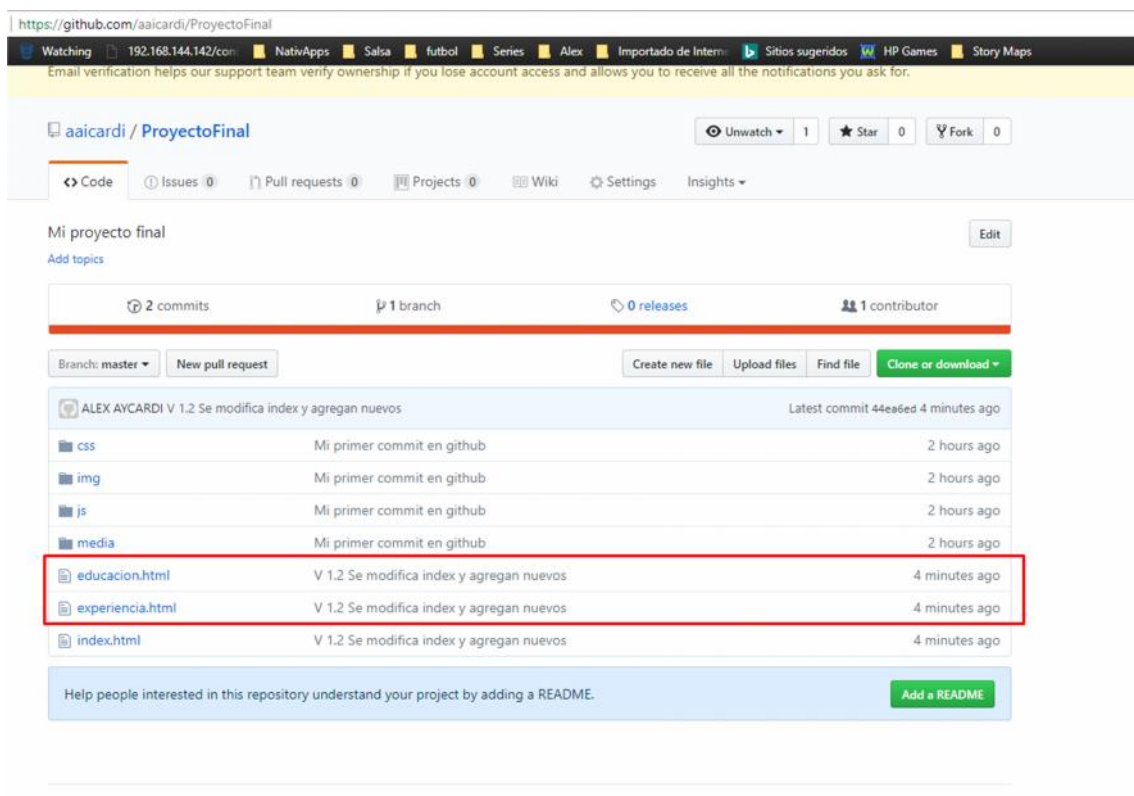 https://github.com/aaicardi/ProyectoFinal
Watching 192.168.144.142/con NativApps Salsa futbol Series Alex Importado de Intern Sitios sugeridos HP Games Story Maps
Email verification helps our support team verify ownership if you lose account access and allows you to receive all the notifications you ask for.
aaicardi / ProyectoFinal Unwatch 1 Star 0 Fork 0
Code Issues 0 Pull requests 0 Projects 0 Wiki Settings Insights
Mi proyecto final Edit
Add topics
2 commits 1 branch 0 releases 1 contributor
Branch: master New pull request Create new file Upload files Find file Clone or download
ALEX AYCARDI V 1.2 Se modifica index y agregan nuevos Latest commit 44ea6ed 4 minutes ago
css Mi primer commit en github 2 hours ago
img Mi primer commit en github 2 hours ago
js Mi primer commit en github 2 hours ago
media Mi primer commit en github 2 hours ago
educacion.html V 1.2 Se modifica index y agregan nuevos 4 minutes ago
experiencia.html V 1.2 Se modifica index y agregan nuevos 4 minutes ago
index.html V 1.2 Se modifica index y agregan nuevos 4 minutes ago
Help people interested in this repository understand your project by adding a README. Add a README